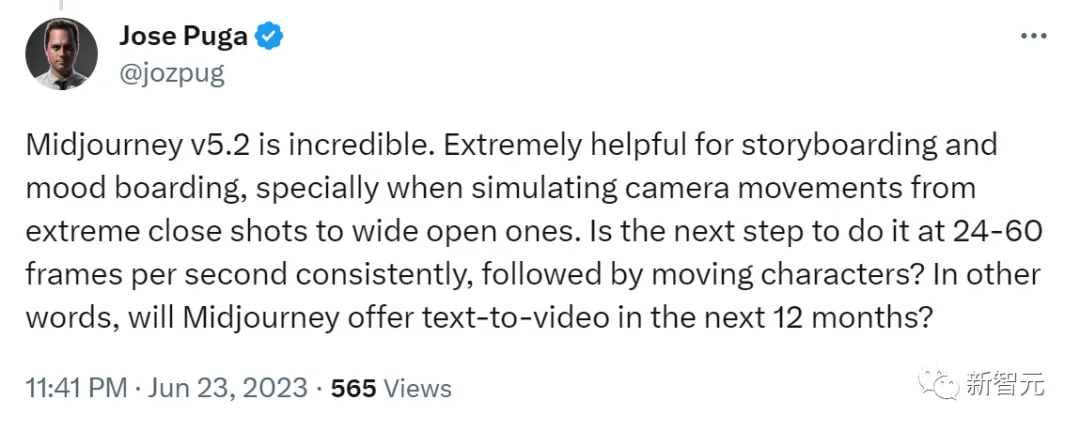 Jose Puga
@jozpug
Midjourney v5.2 is incredible. Extremely helpful for storyboarding and
mood boarding, specially when simulating camera movements from
extreme close shots to wide open ones. Is the next step to do it at 24-60
frames per second consistently, followed by moving characters? In other
words, will Midjourney offer text-to-video in the next 12 months?
11:41 PM · Jun 23, 2023 · 565 Views
新智元